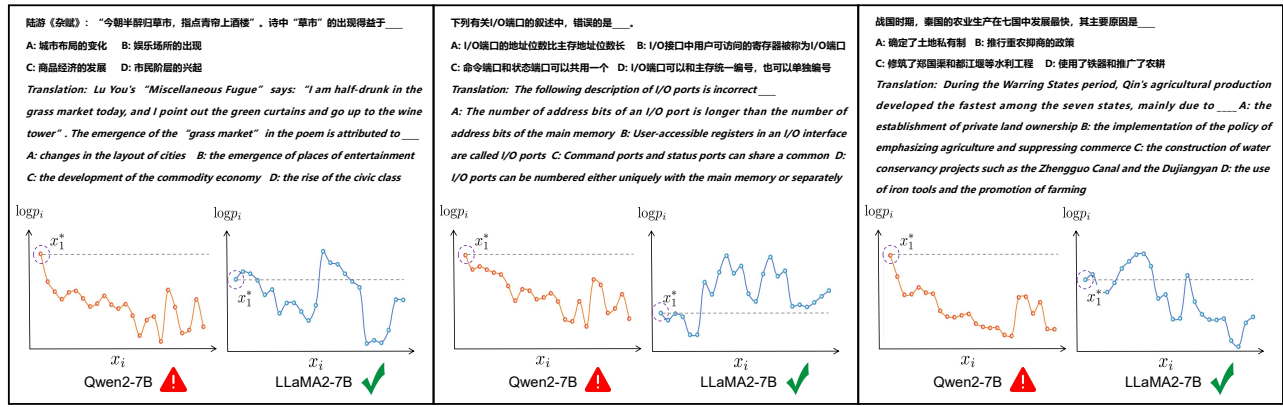 陆游《杂赋》：“今朝半醉归草市，指点青帘上酒楼”。诗中“草市”的出现得益于___
A: 城市布局的变化 B: 娱乐场所的出现
C: 商品经济的发展 D: 市民阶层的兴起
Translation: Lu You's “Miscellaneous Fugue” says: “I am half-drunk in the
grass market today, and I point out the green curtains and go up to the wine
tower”. The emergence of the “grass market” in the poem is attributed to ___
A: changes in the layout of cities B: the emergence of places of entertainment
C: the development of the commodity economy D: the rise of the civic class
logp_i
logp_i
x_1^*
x_1^*
x_i
x_i
Qwen2-7B
LLaMA2-7B
下列有关I/O端口的叙述中，错误的是___。
A: I/O端口的地址位数比主存地址位数长 B: I/O接口中用户可访问的寄存器被称为I/O端口
C: 命令端口和状态端口可以共用一个 D: I/O端口可以和主存统一编号，也可以单独编号
Translation: The following description of I/O ports is incorrect ___
A: The number of address bits of an I/O port is longer than the number of
address bits of the main memory B: User-accessible registers in an I/O interface
are called I/O ports C: Command ports and status ports can share a common D:
I/O ports can be numbered either uniquely with the main memory or separately
logp_i
logp_i
x_1^*
x_1^*
x_i
x_i
Qwen2-7B
LLaMA2-7B
战国时期，秦国的农业生产在七国中发展最快，其主要原因是___
A: 确定了土地私有制 B: 推行重农抑商的政策
C: 修筑了郑国渠和都江堰等水利工程 D: 使用了铁器和推广了农耕
Translation: During the Warring States period, Qin's agricultural production
developed the fastest among the seven states, mainly due to ____ A: the
establishment of private land ownership B: the implementation of the policy of
emphasizing agriculture and suppressing commerce C: the construction of water
conservancy projects such as the Zhengguo Canal and the Dujiangyan D: the use
of iron tools and the promotion of farming
logp_i
logp_i
x_1^*
x_1^*
x_i
x_i
Qwen2-7B
LLaMA2-7B